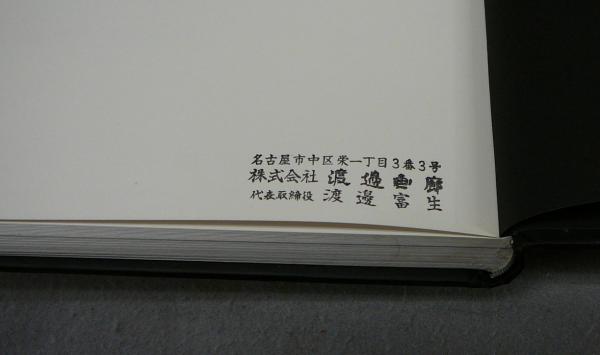 名古屋市中区栄一丁目3番3号
株式会社 渡邉画廊
代表取締役 渡邊富生